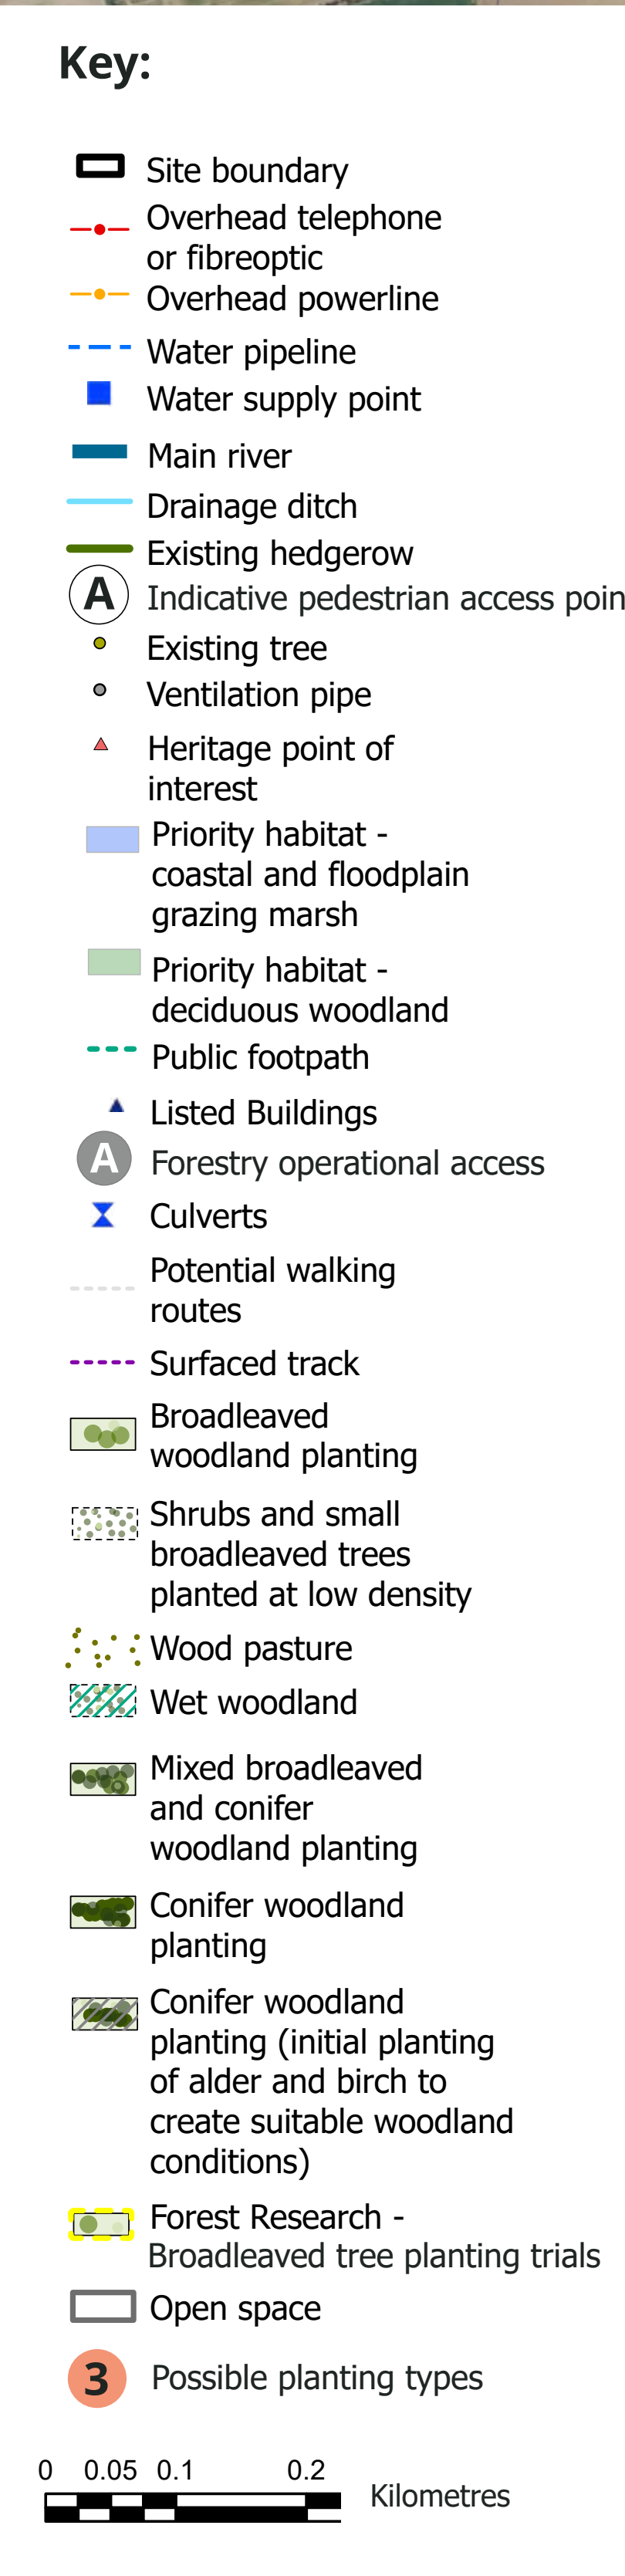 Key:
Site boundary
Overhead telephone
or fibreoptic
Overhead powerline
Water pipeline
Water supply point
Main river
Drainage ditch
Existing hedgerow
A Indicative pedestrian access poin
Existing tree
Ventilation pipe
Heritage point of
interest
Priority habitat -
coastal and floodplain
grazing marsh
Priority habitat -
deciduous woodland
Public footpath
Listed Buildings
A Forestry operational access
Culverts
Potential walking
routes
Surfaced track
Broadleaved
woodland planting
Shrubs and small
broadleaved trees
planted at low density
Wood pasture
Wet woodland
Mixed broadleaved
and conifer
woodland planting
Conifer woodland
planting
Conifer woodland
planting (initial planting
of alder and birch to
create suitable woodland
conditions)
Forest Research -
Broadleaved tree planting trials
Open space
3 Possible planting types
0 0.05 0.1 0.2
Kilometres